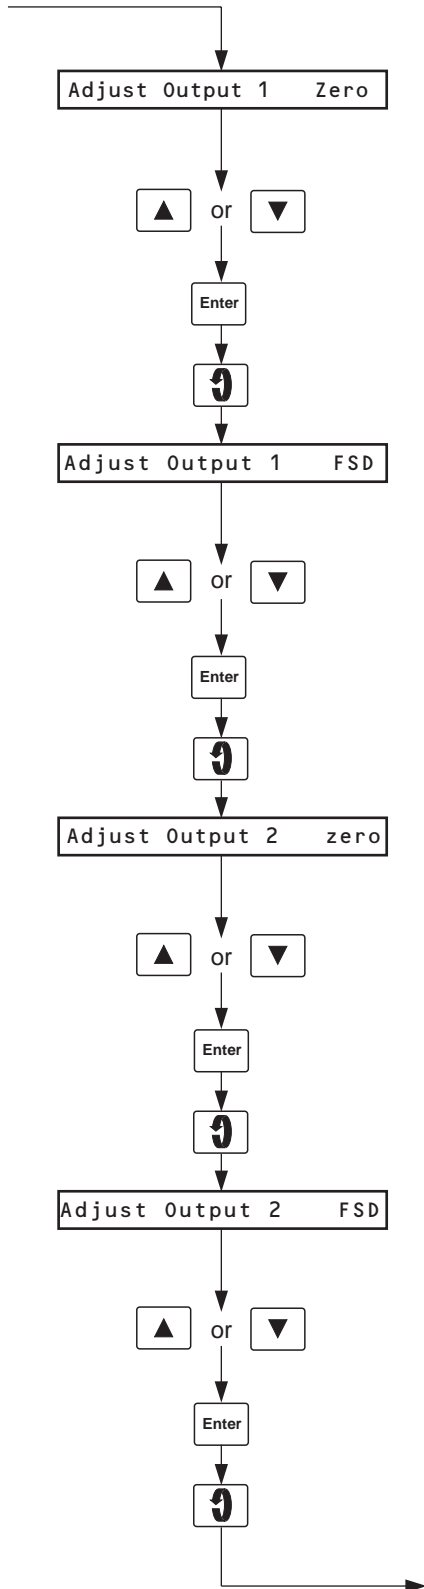 Adjust Output 1 Zero
or
Enter
Adjust Output 1 FSD
or
Enter
Adjust Output 2 zero
or
Enter
Adjust Output 2 FSD
or
Enter